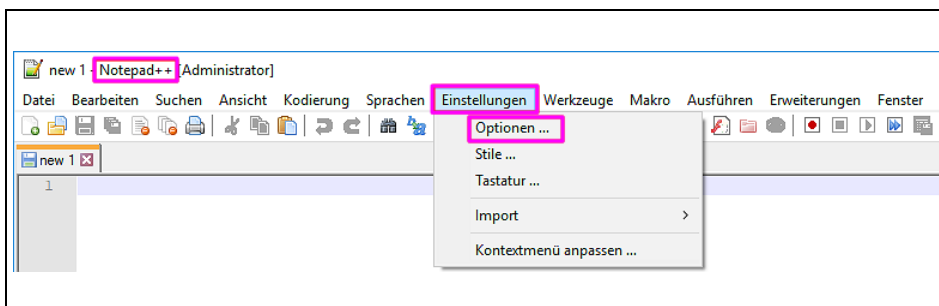 new 1 - Notepad++ [Administrator]
Datei Bearbeiten Suchen Ansicht Kodierung Sprachen Einstellungen Werkzeuge Makro Ausführen Erweiterungen Fenster
Optionen ...
new 1
Stile ...
1
Tastatur ...
Import
Kontextmenü anpassen ...